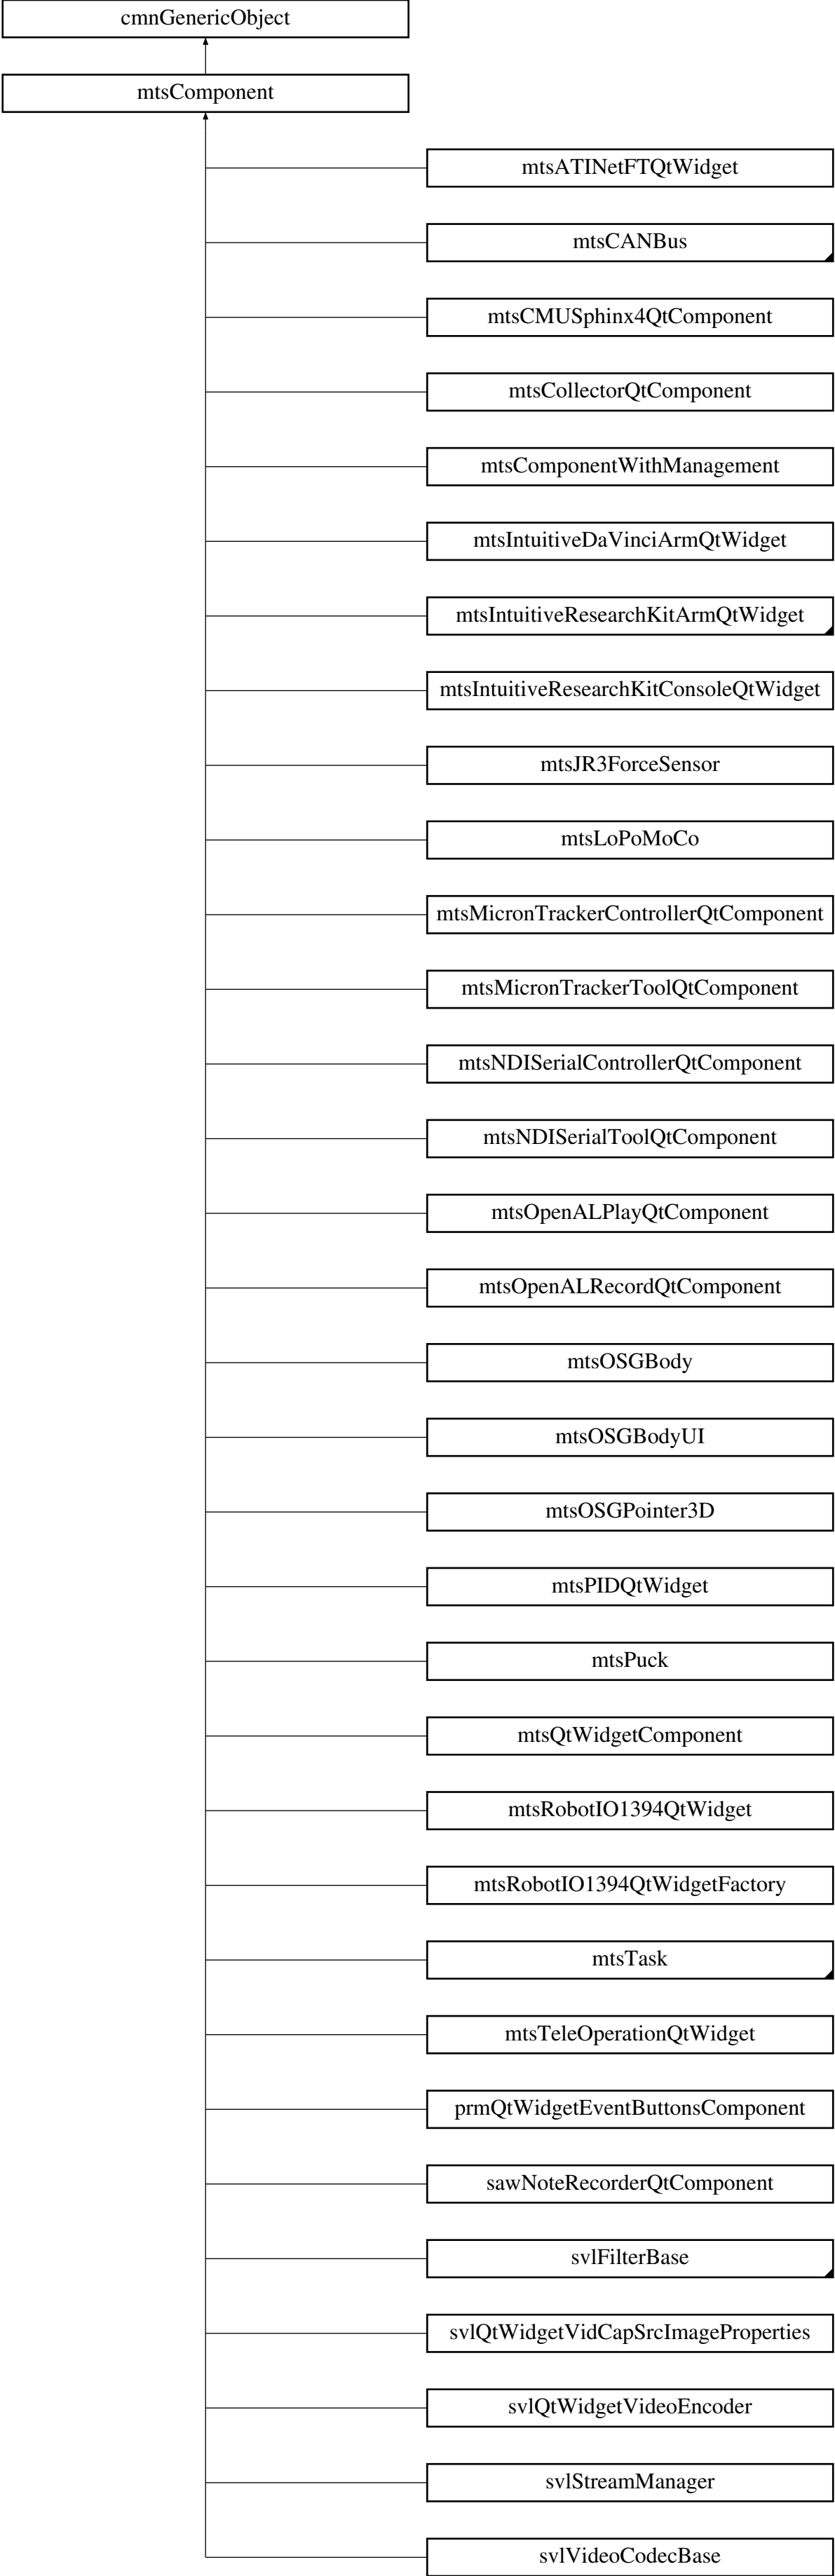 cmnGenericObject
mtsComponent
mtsATINetFTQtWidget
mtsCANBus
mtsCMUSphinx4QtComponent
mtsCollectorQtComponent
mtsComponentWithManagement
mtsIntuitiveDaVinciArmQtWidget
mtsIntuitiveResearchKitArmQtWidget
mtsIntuitiveResearchKitConsoleQtWidget
mtsJR3ForceSensor
mtsLoPoMoCo
mtsMicronTrackerControllerQtComponent
mtsMicronTrackerToolQtComponent
mtsNDISerialControllerQtComponent
mtsNDISerialToolQtComponent
mtsOpenALPlayQtComponent
mtsOpenALRecordQtComponent
mtsOSGBody
mtsOSGBodyUI
mtsOSGPointer3D
mtsPIDQtWidget
mtsPuck
mtsQtWidgetComponent
mtsRobotIO1394QtWidget
mtsRobotIO1394QtWidgetFactory
mtsTask
mtsTeleOperationQtWidget
prmQtWidgetEventButtonsComponent
sawNoteRecorderQtComponent
svlFilterBase
svlQtWidgetVidCapSrcImageProperties
svlQtWidgetVideoEncoder
svlStreamManager
svlVideoCodecBase